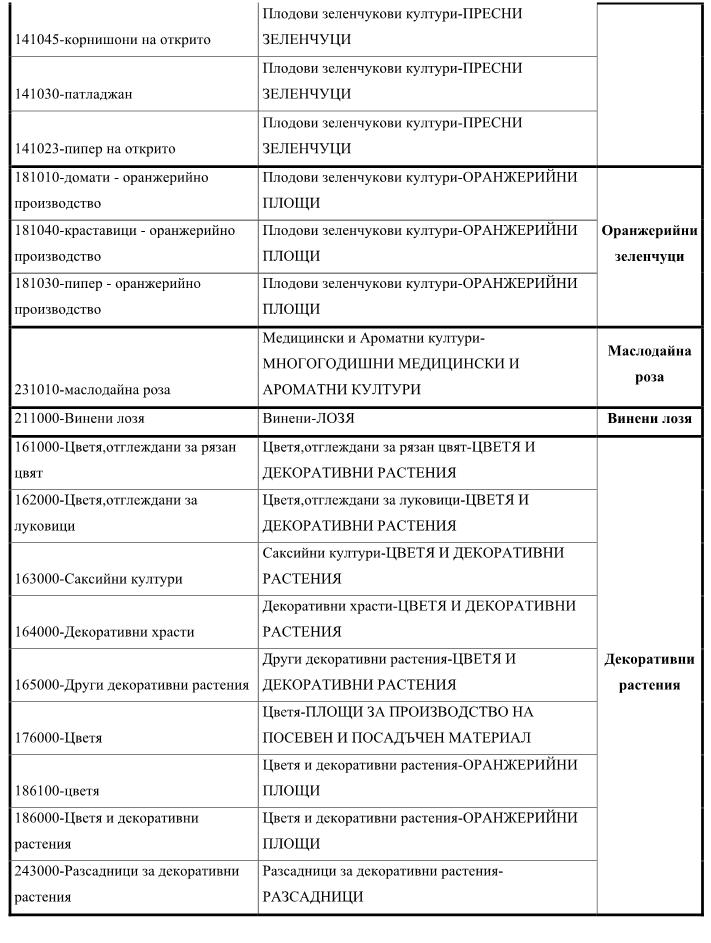 Плодови зеленчукови култури-ПРЕСНИ
141045-корнишони на открито
ЗЕЛЕНЧУЦИ
Плодови зеленчукови култури-ПРЕСНИ
141030-патладжан
ЗЕЛЕНЧУЦИ
Плодови зеленчукови култури-ПРЕСНИ
141023-пипер на открито
ЗЕЛЕНЧУЦИ
181010-домати - оранжерийно
производство
Плодови зеленчукови култури-ОРАНЖЕРИЙНИ
ПЛОЩИ
181040-краставици - оранжерийно
производство
Плодови зеленчукови култури-ОРАНЖЕРИЙНИ
ПЛОЩИ
Оранжерийни
зеленчуци
181030-пипер - оранжерийно
производство
Плодови зеленчукови култури-ОРАНЖЕРИЙНИ
ПЛОЩИ
231010-маслодайна роза
Медицински и Ароматни култури-
МНОГОГОДИШНИ МЕДИЦИНСКИ И
АРОМАТНИ КУЛТУРИ
Маслодайна
роза
211000-Винени лозя
Винени-ЛОЗЯ
Винени лозя
161000-Цветя,отглеждани за рязан
цвят
Цветя,отглеждани за рязан цвят-ЦВЕТЯ И
ДЕКОРАТИВНИ РАСТЕНИЯ
162000-Цветя,отглеждани за
луковици
Цветя,отглеждани за луковици-ЦВЕТЯ И
ДЕКОРАТИВНИ РАСТЕНИЯ
163000-Саксийни култури
Саксийни култури-ЦВЕТЯ И ДЕКОРАТИВНИ
РАСТЕНИЯ
164000-Декоративни храсти
Декоративни храсти-ЦВЕТЯ И ДЕКОРАТИВНИ
РАСТЕНИЯ
165000-Други декоративни растения
Други декоративни растения-ЦВЕТЯ И
ДЕКОРАТИВНИ РАСТЕНИЯ
Декоративни
растения
176000-Цветя
Цветя-ПЛОЩИ ЗА ПРОИЗВОДСТВО НА
ПОСЕВЕН И ПОСАДЪЧЕН МАТЕРИАЛ
186100-цветя
Цветя и декоративни растения-ОРАНЖЕРИЙНИ
ПЛОЩИ
186000-Цветя и декоративни
растения
Цветя и декоративни растения-ОРАНЖЕРИЙНИ
ПЛОЩИ
243000-Разсадници за декоративни
растения
Разсадници за декоративни растения-
РАЗСАДНИЦИ